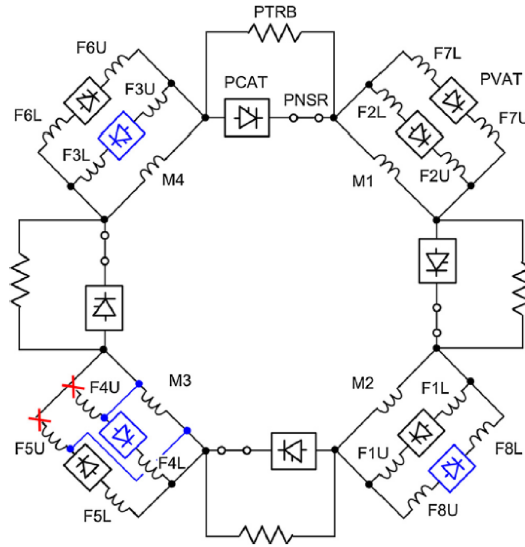 PTRB
F6U
F7L
F3U
PCAT
PNSR
PVAT
F6L
F2L
F7U
F3L
F2U
M4
M1
F4U
M3
M2
F1L
F5U
F4L
F1U
F8L
F5L
F8U